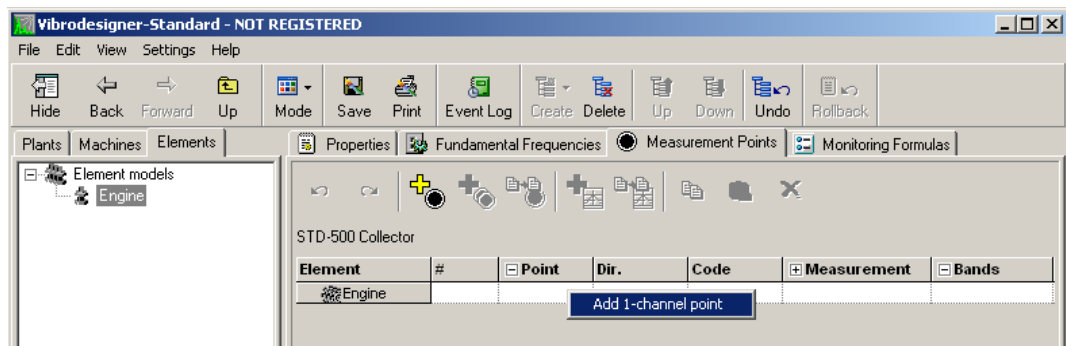 Vibrodesigner-Standard - NOT REGISTERED
File Edit View Settings Help
Hide Back Forward Up Mode Save Print Event Log Create Delete Up Down Undo Rollback
Plants Machines Elements Properties Fundamental Frequencies Measurement Points Monitoring Formulas
Element models
Engine
STD-500 Collector
Element # Point Dir. Code Measurement Bands
Engine
Add 1-channel point